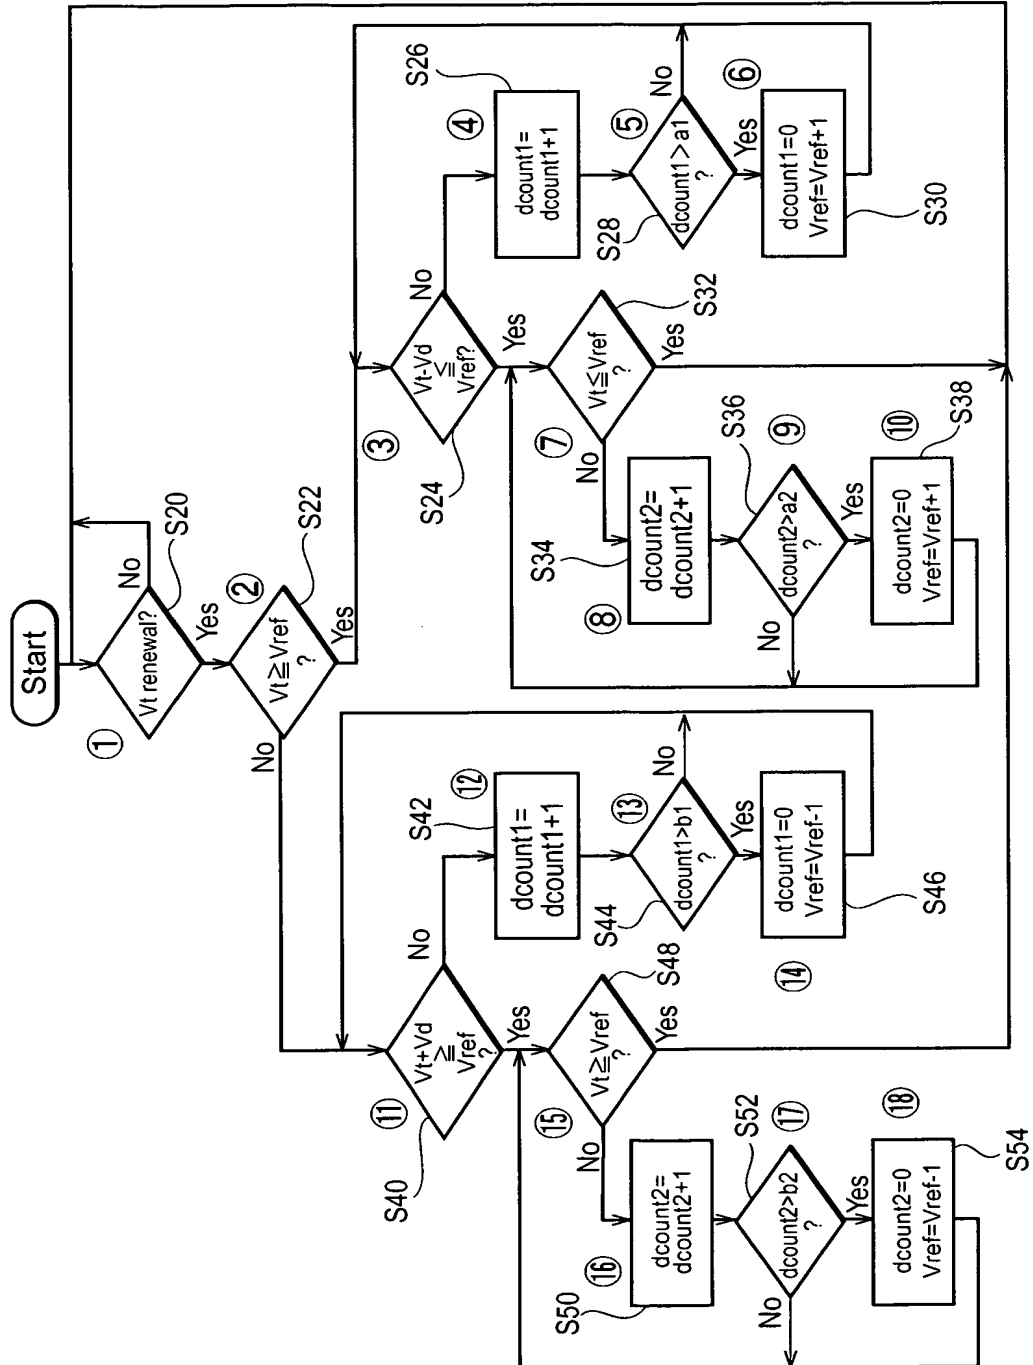 Start
①
Vt renewal?
S20
No
Yes
②
Vt≧Vref
?
S22
No
Yes
③
Vt-Vd
≦
Vref?
S24
No
Yes
④
dcount1=
dcount1+1
S26
⑤
dcount1>a1
?
S28
No
Yes
⑥
dcount1=0
Vref=Vref+1
S30
⑦
Vt≦Vref
?
S32
No
Yes
⑧
dcount2=
dcount2+1
S34
⑨
dcount2>a2
?
S36
No
Yes
⑩
dcount2=0
Vref=Vref+1
S38
⑪
Vt+Vd
≧
Vref
?
S40
No
Yes
⑫
dcount1=
dcount1+1
S42
⑬
dcount1>b1
?
S44
No
Yes
⑭
dcount1=0
Vref=Vref-1
S46
⑮
Vt≧Vref
?
S48
No
Yes
⑯
dcount2=
dcount2+1
S50
⑰
dcount2>b2
?
S52
No
Yes
⑱
dcount2=0
Vref=Vref-1
S54